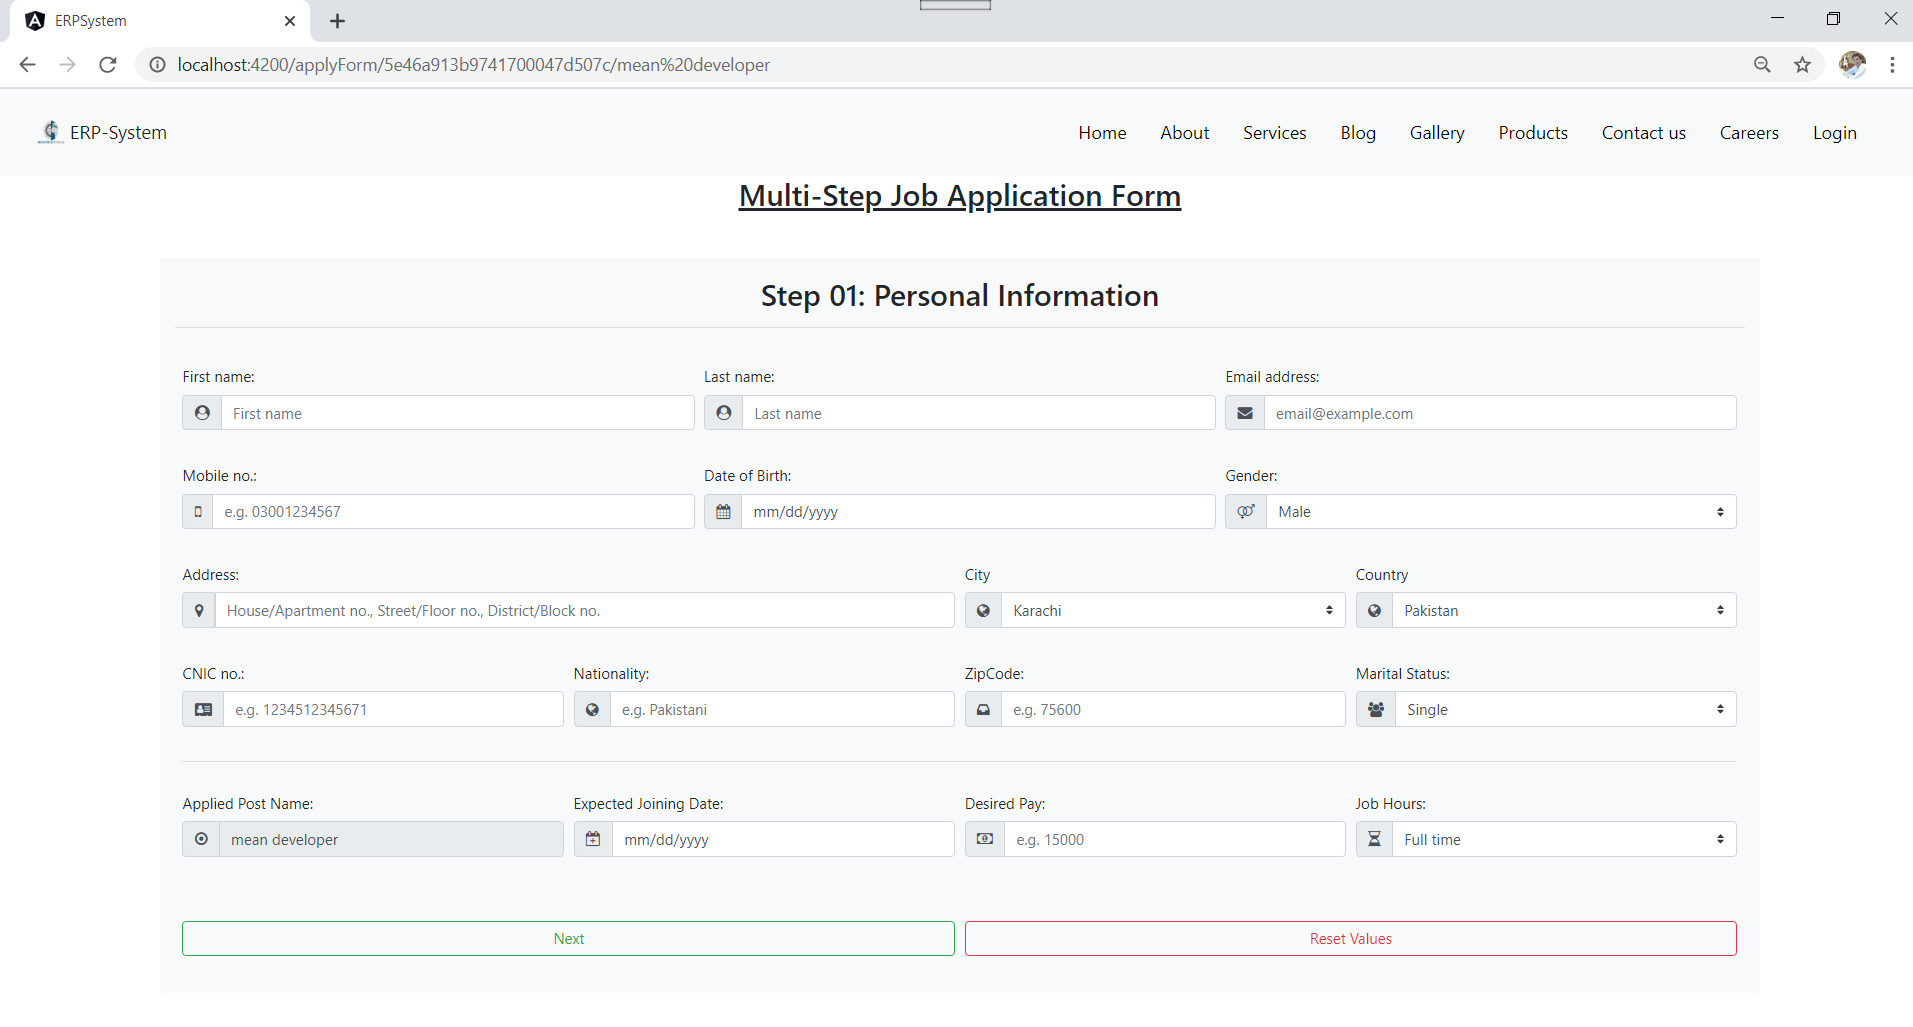 ERPSystem
localhost:4200/applyForm/5e46a913b9741700047d507c/mean%20developer
ERP-System Home About Services Blog Gallery Products Contact us Careers Login
Multi-Step Job Application Form
Step 01: Personal Information
First name: Last name: Email address:
First name Last name email@example.com
Mobile no.: Date of Birth: Gender:
e.g. 03001234567 mm/dd/yyyy Male
Address: City Country
House/Apartment no., Street/Floor no., District/Block no. Karachi Pakistan
CNIC no.: Nationality: ZipCode: Marital Status:
e.g. 1234512345671 e.g. Pakistani e.g. 75600 Single
Applied Post Name: Expected Joining Date: Desired Pay: Job Hours:
mean developer mm/dd/yyyy e.g. 15000 Full time
Next Reset Values